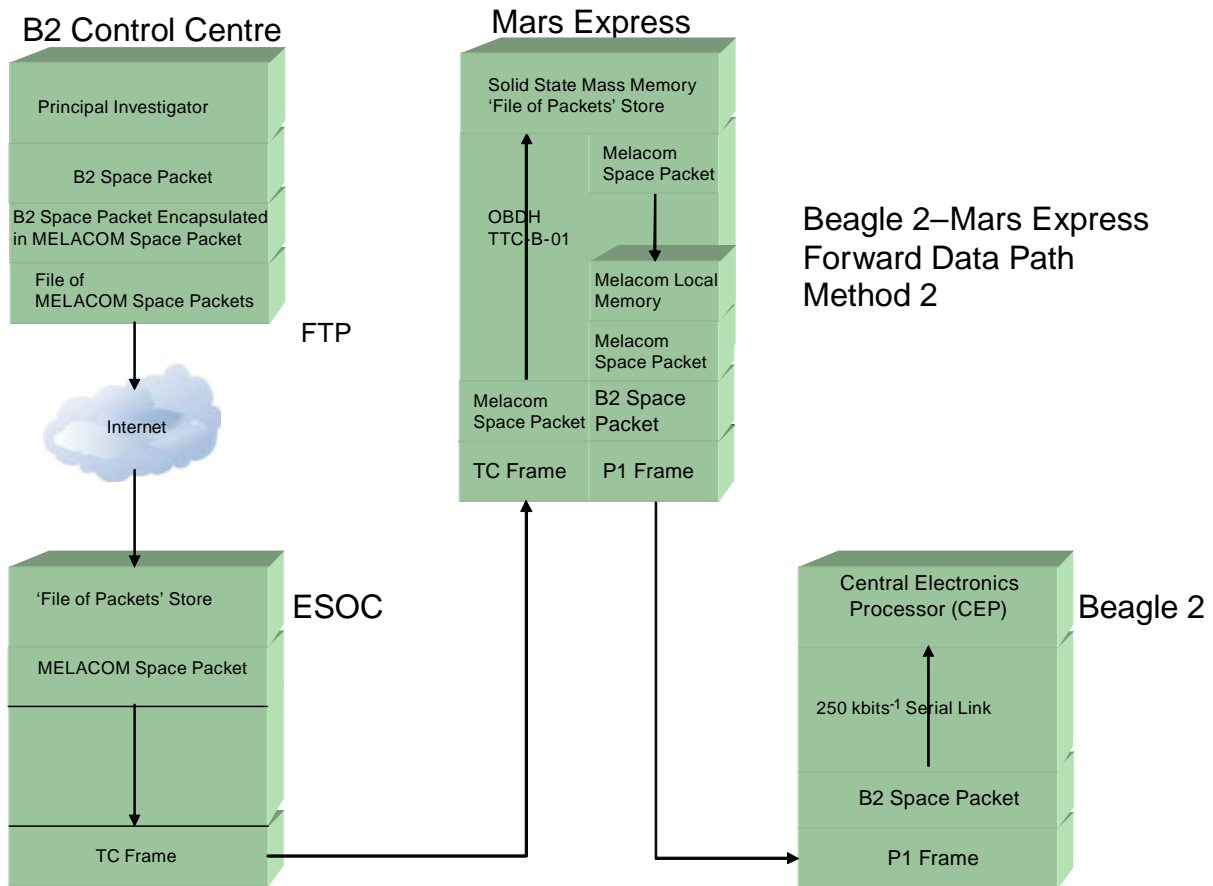 B2 Control Centre
Principal Investigator
B2 Space Packet
B2 Space Packet Encapsulated
in MELACOM Space Packet
File of
MELACOM Space Packets
FTP
Internet
'File of Packets' Store
ESOC
MELACOM Space Packet
TC Frame
Mars Express
Solid State Mass Memory
'File of Packets' Store
Melacom
Space Packet
OBDH
TTC-B-01
Melacom Local
Memory
Melacom
Space Packet
Melacom
Space Packet
B2 Space
Packet
TC Frame
P1 Frame
Beagle 2–Mars Express
Forward Data Path
Method 2
Central Electronics
Processor (CEP)
Beagle 2
250 kbits-1 Serial Link
B2 Space Packet
P1 Frame